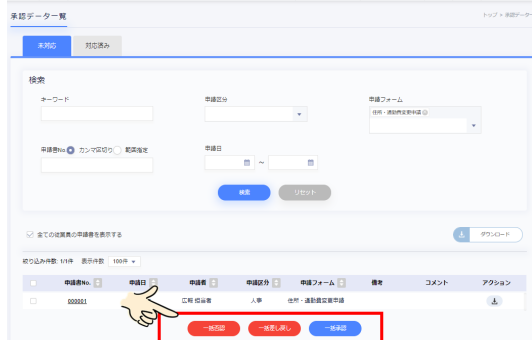 承認データ一覧
トップ > 承認データ一
未対応 対応済み
検索
キーワード 申請区分 申請フォーム
住所・通勤費変更申請
申請書No. カンマ区切り 範囲指定 申請日
~
検索 リセット
全ての従業員の申請書を表示する ダウンロード
絞り込み件数: 1/1件 表示件数 100件
申請書No. 申請日 申請者 申請区分 申請フォーム 備考 コメント アクション
000001 広報 担当者 人事 住所・通勤費変更申請
一括否認 一括差し戻し 一括承認